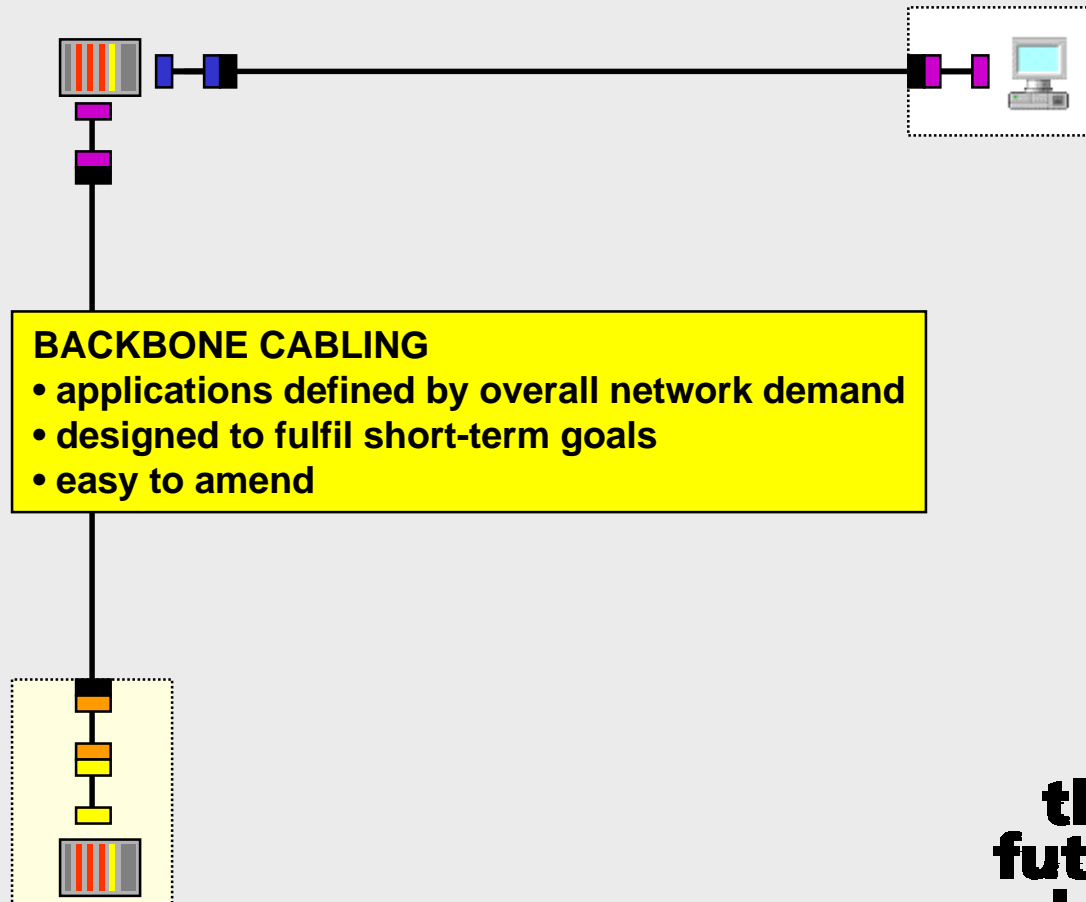 BACKBONE CABLING
• applications defined by overall network demand
• designed to fulfil short-term goals
• easy to amend